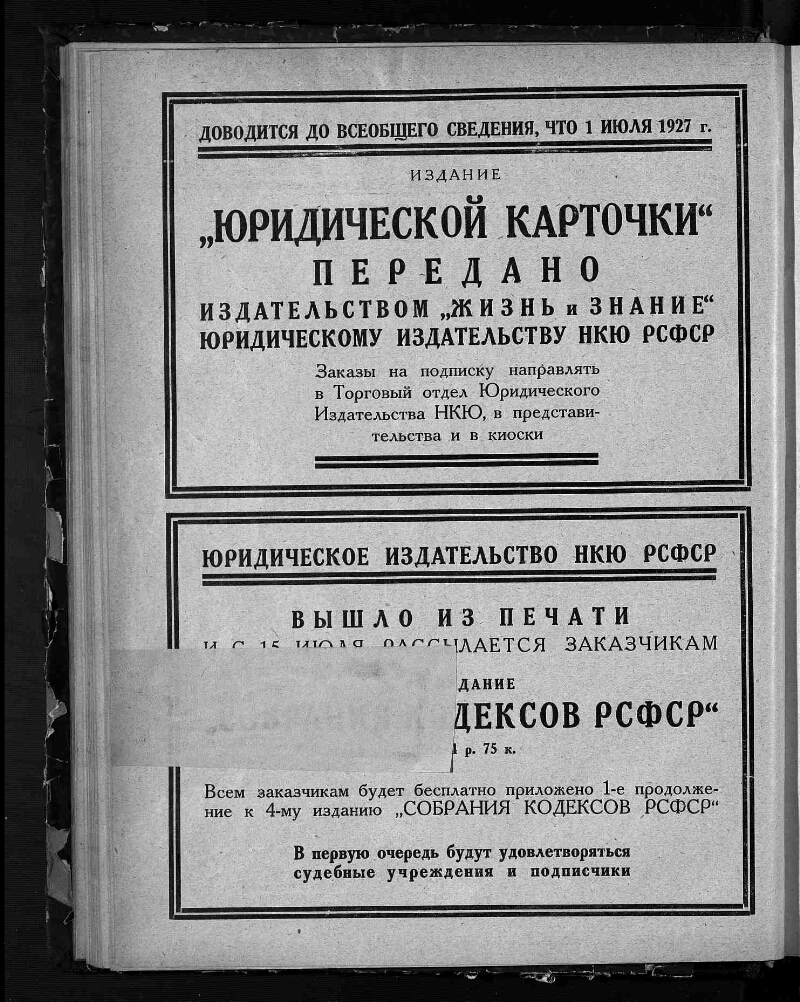 ДОВОДИТСЯ ДО ВСЕОБЩЕГО СВЕДЕНИЯ, ЧТО 1 ИЮЛЯ 1927 г.
ИЗДАНИЕ
„ЮРИДИЧЕСКОЙ КАРТОЧКИ“
ПЕРЕДАНО
ИЗДАТЕЛЬСТВОМ „ЖИЗНЬ и ЗНАНИЕ“
ЮРИДИЧЕСКОМУ ИЗДАТЕЛЬСТВУ НКЮ РСФСР
Заказы на подписку направлять
в Торговый отдел Юридического
Издательства НКЮ, в представи-
тельства и в киоски
ЮРИДИЧЕСКОЕ ИЗДАТЕЛЬСТВО НКЮ РСФСР
ВЫШЛО ИЗ ПЕЧАТИ
И С 15 ИЮЛЯ РАССЫЛАЕТСЯ ЗАКАЗЧИКАМ
ДАНИЕ
ДЕКСОВ РСФСР“
р. 75 к.
Всем заказчикам будет бесплатно приложено 1-е продолже-
ние к 4-му изданию „СОБРАНИЯ КОДЕКСОВ РСФСР“
В первую очередь будут удовлетворяться
судебные учреждения и подписчики